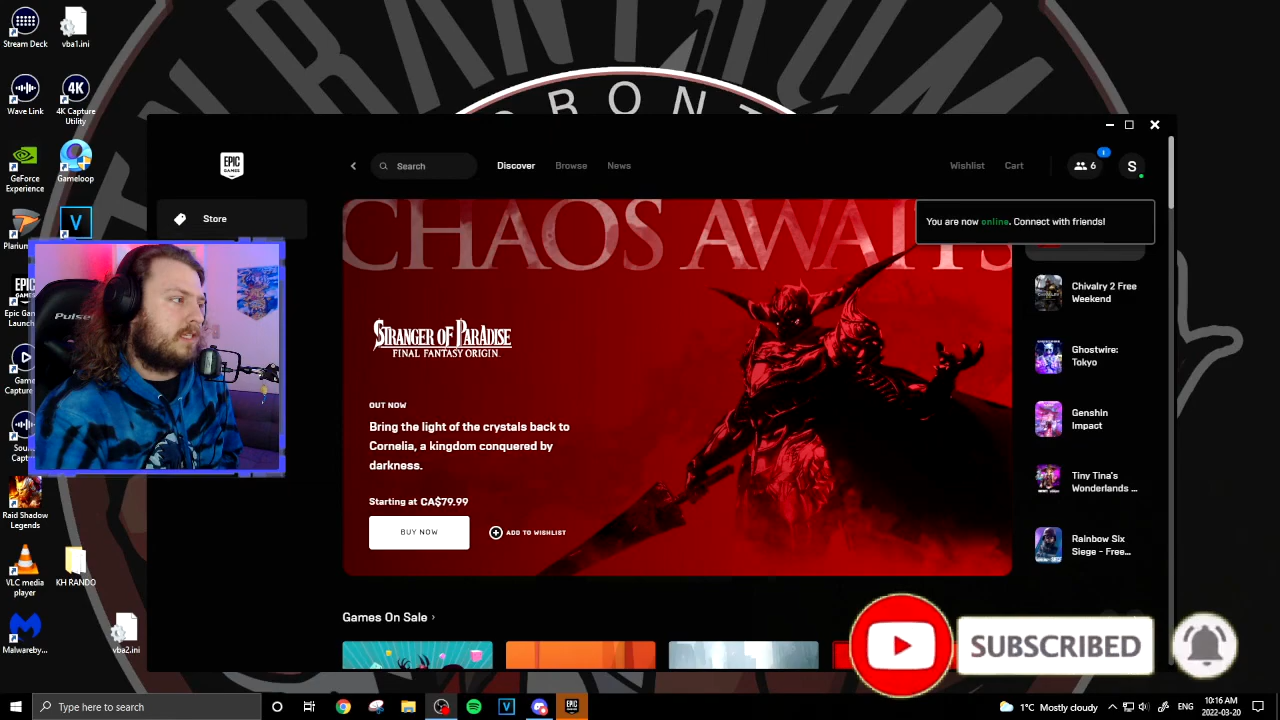 Stream Deck
vba1.ini
4K
4K Capture
Utility
GeForce
Experience
Gameloop
V
RONT
EPIC
GAMES
Search
Discover
Browse
News
Wishlist
Cart
6
S
Store
CHAOS AWAITS
You are now online. Connect with friends!
STRANGER OF PARADISE
FINAL FANTASY ORIGIN
OUT NOW
Bring the light of the crystals back to
Cornelia, a kingdom conquered by
darkness.
Starting at CA$79.99
BUY NOW
ADD TO WISHLIST
Chivalry 2 Free
Weekend
Ghostwire:
Tokyo
Genshin
Impact
Tiny Tina's
Wonderlands ...
Rainbow Six
Siege - Free...
Games On Sale ›
Pulse
Raid Shadow
Legends
VLC media
player
KH RANDO
Malwareby...
vba2.ini
SUBSCRIBED
Type here to search
1°C Mostly cloudy
ENG
10:16 AM
2022-03-20